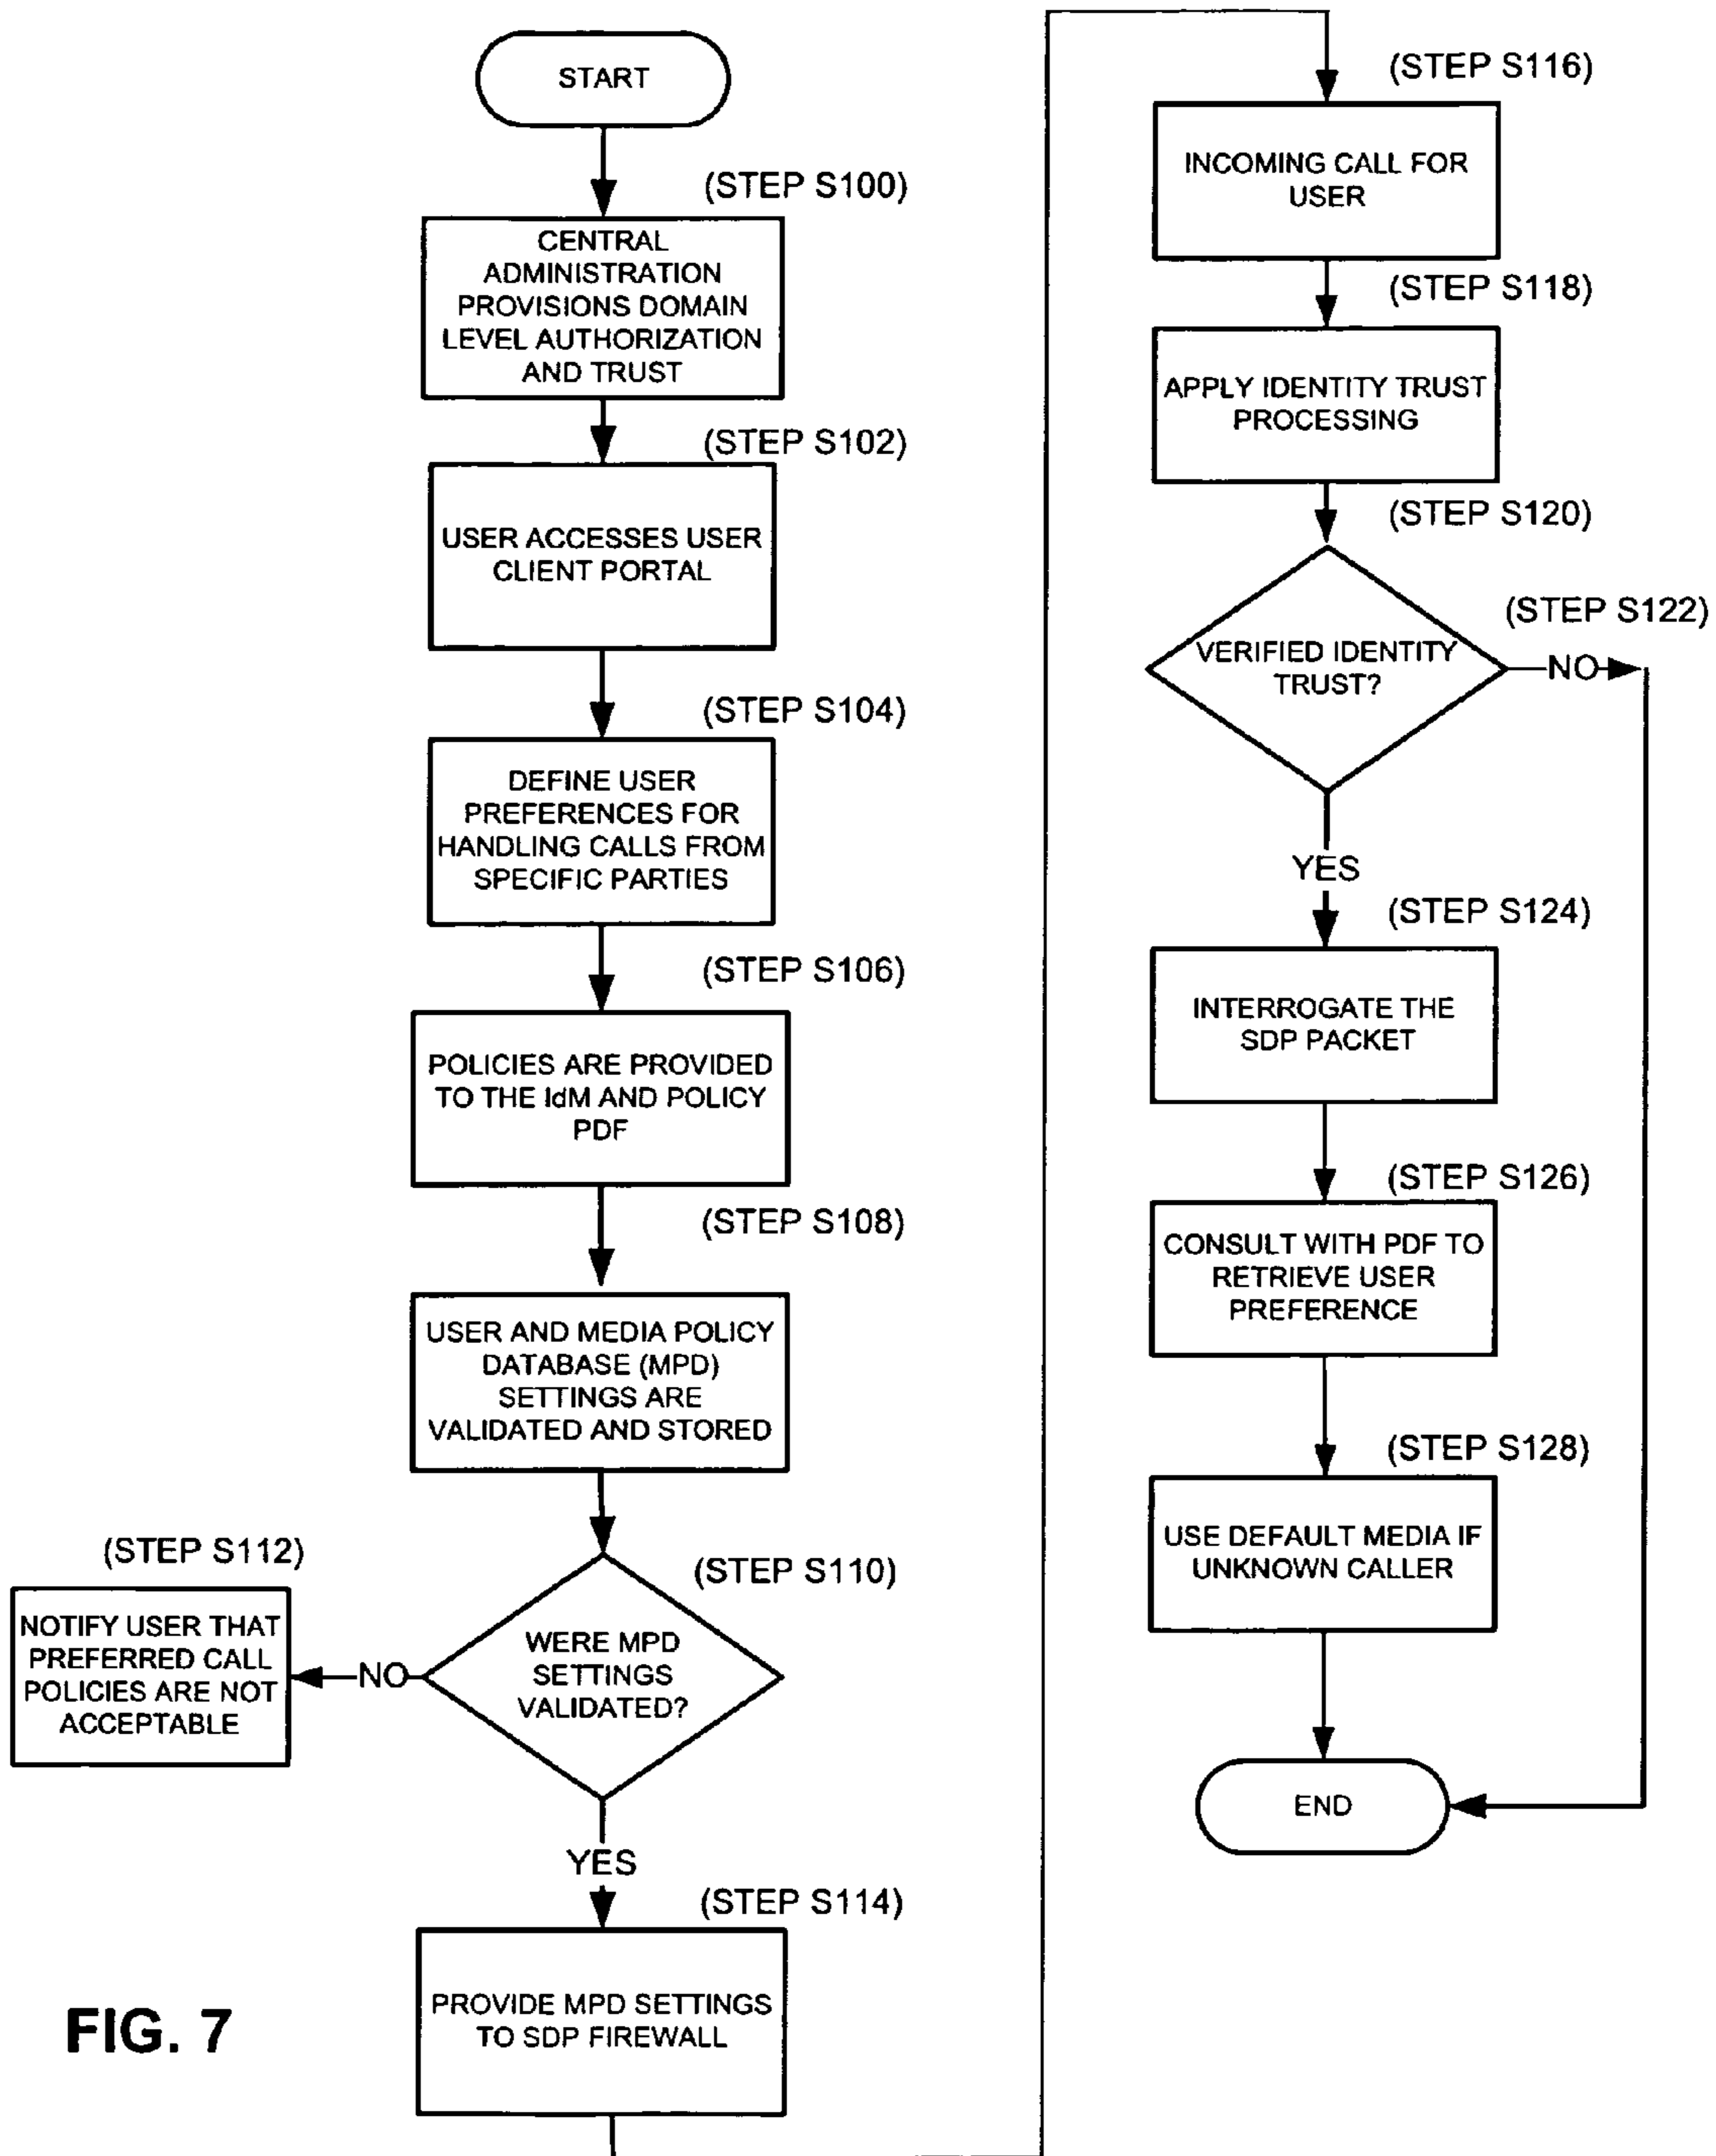 START
(STEP S100)
CENTRAL
ADMINISTRATION
PROVISIONS DOMAIN
LEVEL AUTHORIZATION
AND TRUST
(STEP S102)
USER ACCESSES USER
CLIENT PORTAL
(STEP S104)
DEFINE USER
PREFERENCES FOR
HANDLING CALLS FROM
SPECIFIC PARTIES
(STEP S106)
POLICIES ARE PROVIDED
TO THE IdM AND POLICY
PDF
(STEP S108)
USER AND MEDIA POLICY
DATABASE (MPD)
SETTINGS ARE
VALIDATED AND STORED
(STEP S110)
WERE MPD
SETTINGS
VALIDATED?
NO
(STEP S112)
NOTIFY USER THAT
PREFERRED CALL
POLICIES ARE NOT
ACCEPTABLE
YES
(STEP S114)
PROVIDE MPD SETTINGS
TO SDP FIREWALL
(STEP S116)
INCOMING CALL FOR
USER
(STEP S118)
APPLY IDENTITY TRUST
PROCESSING
(STEP S120)
VERIFIED IDENTITY
TRUST?
(STEP S122)
NO
YES
(STEP S124)
INTERROGATE THE
SDP PACKET
(STEP S126)
CONSULT WITH PDF TO
RETRIEVE USER
PREFERENCE
(STEP S128)
USE DEFAULT MEDIA IF
UNKNOWN CALLER
END
FIG. 7